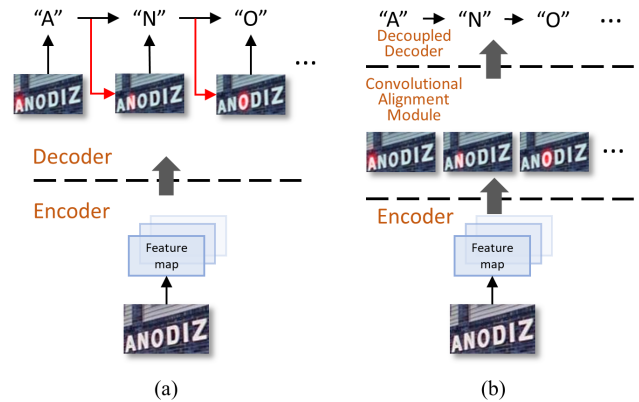 “A” “N” “O”
ANODIZ ANODIZ ANODIZ ...
Decoder
Encoder
Feature
map
ANODIZ
(a)
“A” “N” “O” ...
Decoupled
Decoder
Convolutional
Alignment
Module
ANODIZ ANODIZ ANODIZ ...
Encoder
Feature
map
ANODIZ
(b)